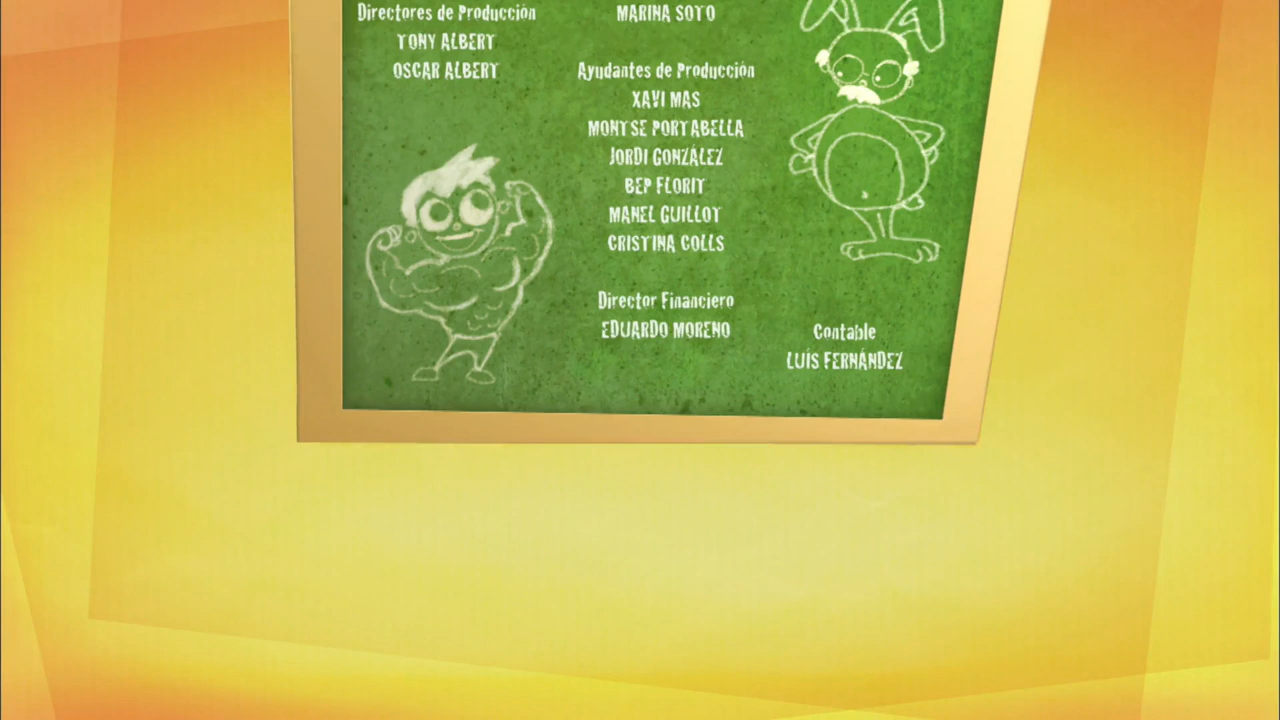 Directores de Producción
TONY ALBERT
OSCAR ALBERT
MARINA SOTO
Ayudantes de Producción
XAVI MAS
MONTSE PORTABELLA
JORDI GONZÁLEZ
BEP FLORIT
MANEL GUILLOT
CRISTINA COLLS
Director Financiero
EDUARDO MORENO
Contable
LUÍS FERNÁNDEZ